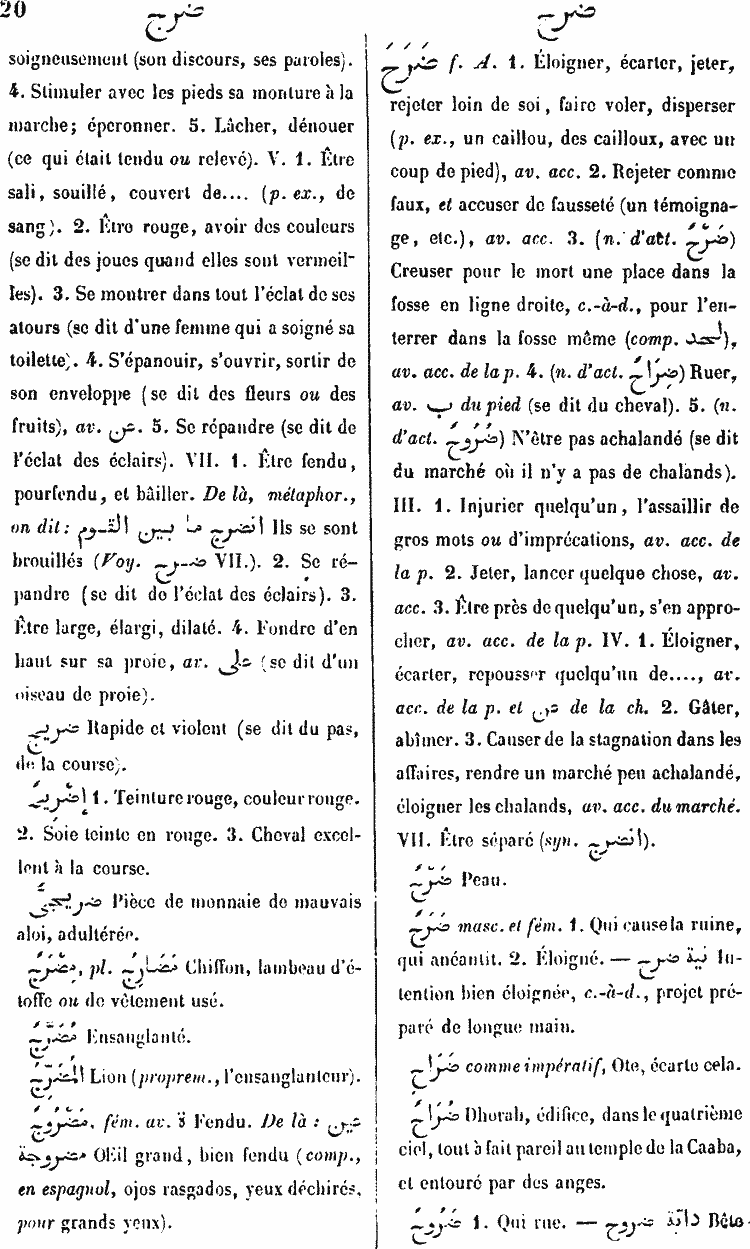 20
ضرج
ضرح
soigneusement (son discours, ses paroles).
4. Stimuler avec les pieds sa monture à la
marche; éperonner. 5. Lâcher, dénouer
(ce qui était tendu ou relevé). V. 1. Être
sali, souillé, couvert de.... (p. ex., de
sang). 2. Être rouge, avoir des couleurs
(se dit des joues quand elles sont vermeil-
les). 3. Se montrer dans tout l'éclat de ses
atours (se dit d'une femme qui a soigné sa
toilette). 4. S'épanouir, s'ouvrir, sortir de
son enveloppe (se dit des fleurs ou des
fruits), av. عن. 5. Se répandre (se dit de
l'éclat des éclairs). VII. 1. Être fendu,
pourfendu, et bâiller. De là, métaphor.,
on dit: انضرج ما بين القوم Ils se sont
brouillés (Voy. ضرج VII.). 2. Se ré-
pandre (se dit de l'éclat des éclairs). 3.
Être large, élargi, dilaté. 4. Fondre d'en
haut sur sa proie, av. على (se dit d'un
oiseau de proie).
ضريج Rapide et violent (se dit du pas,
de la course).
إضريج 1. Teinture rouge, couleur rouge.
2. Soie teinte en rouge. 3. Cheval excel-
lent à la course.
ضريجى Pièce de monnaie de mauvais
aloi, adultérée.
مضرج, pl. مضارج Chiffon, lambeau d'é-
toffe ou de vêtement usé.
مضرج Ensanglanté.
المضرج Lion (proprem., l'ensanglanteur).
مضروج, fém. av. ة Fendu. De là : عين
مضروجة Œil grand, bien fendu (comp.,
en espagnol, ojos rasgados, yeux déchirés,
pour grands yeux).
ضرح f. A. 1. Éloigner, écarter, jeter,
rejeter loin de soi, faire voler, disperser
(p. ex., un caillou, des cailloux, avec un
coup de pied), av. acc. 2. Rejeter comme
faux, et accuser de fausseté (un témoigna-
ge, etc.), av. acc. 3. (n. d'act. ضرح)
Creuser pour le mort une place dans la
fosse en ligne droite, c.-à-d., pour l'en-
terrer dans la fosse même (comp. لحد),
av. acc. de la p. 4. (n. d'act. ضراح) Ruer,
av. ب du pied (se dit du cheval). 5. (n.
d'act. ضروح) N'être pas achalandé (se dit
du marché où il n'y a pas de chalands).
III. 1. Injurier quelqu'un, l'assaillir de
gros mots ou d'imprécations, av. acc. de
la p. 2. Jeter, lancer quelque chose, av.
acc. 3. Être près de quelqu'un, s'en appro-
cher, av. acc. de la p. IV. 1. Éloigner,
écarter, repousser quelqu'un de...., av.
acc. de la p. et عن de la ch. 2. Gâter,
abîmer. 3. Causer de la stagnation dans les
affaires, rendre un marché peu achalandé,
éloigner les chalands, av. acc. du marché.
VII. Être séparé (syn. انضرج).
ضرح Peau.
ضرح masc. et fém. 1. Qui cause la ruine,
qui anéantit. 2. Éloigné. — نية ضرح In-
tention bien éloignée, c.-à-d., projet pré-
paré de longue main.
ضراح comme impératif, Ote, écarte cela.
ضراح Dhorah, édifice, dans le quatrième
ciel, tout à fait pareil au temple de la Caaba,
et entouré par des anges.
ضروح 1. Qui rue. — دابة ضروح Bête